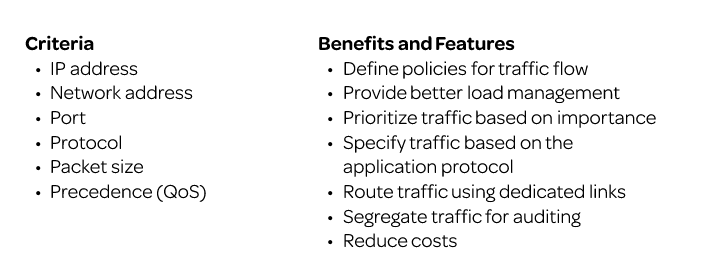 Criteria
• IP address
• Network address
• Port
• Protocol
• Packet size
• Precedence (QoS)
Benefits and Features
• Define policies for traffic flow
• Provide better load management
• Prioritize traffic based on importance
• Specify traffic based on the
application protocol
• Route traffic using dedicated links
• Segregate traffic for auditing
• Reduce costs